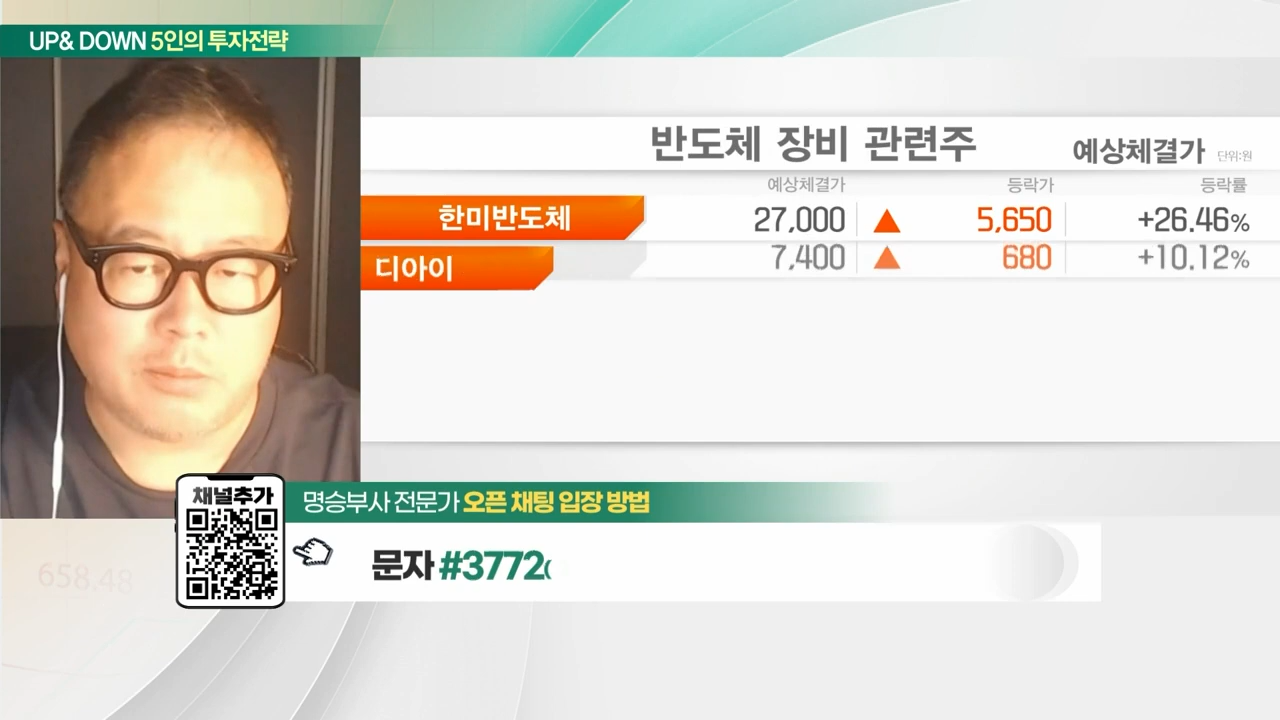 UP& DOWN 5인의 투자전략
반도체 장비 관련주 예상체결가 단위:원
예상체결가 등락가 등락률
한미반도체 27,000 ▲ 5,650 +26.46%
디아이 7,400 ▲ 680 +10.12%
채널추가
명승부사 전문가 오픈 채팅 입장 방법
문자 #3772(
658.48